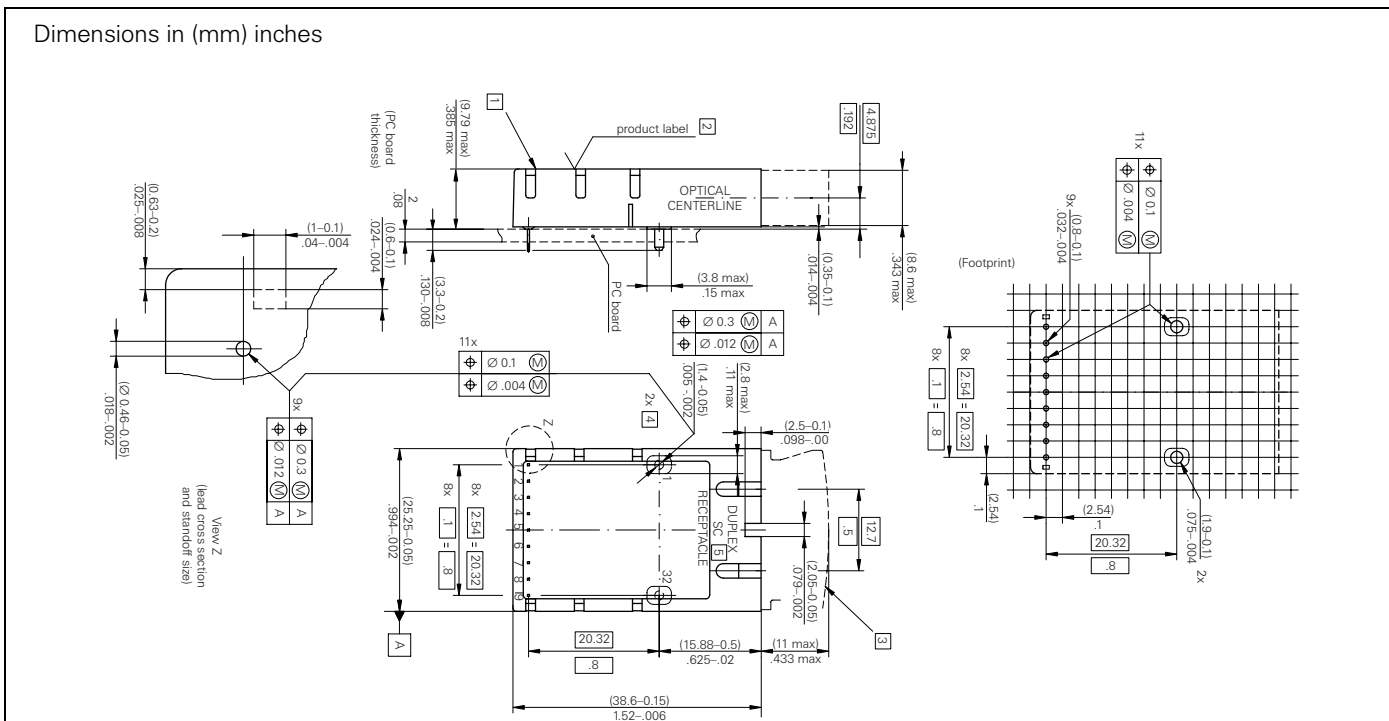 Dimensions in (mm) inches
1
product label 2
(9.79 max)
.385 max
(PC board
thickness)
2
.08
(0.6–0.1)
.024–.004
(3.3–0.2)
.130–.008
OPTICAL
CENTERLINE
PC board
(3.8 max)
.15 max
4.875
.192
(0.35–0.1)
.014–.004
(8.6 max)
.343 max
(0.63–0.2)
.025–.008
(1–0.1)
.04–.004
(Ø 0.46–0.05)
.018–.002
9x
Ø 0.3 M A
Ø .012 M A
View Z
(lead cross section
and standoff size)
11x
Ø 0.1 M
Ø .004 M
Ø 0.3 M A
Ø .012 M A
2x 4
(1.4 -0.05)
.005 -.002
(2.8 max)
.11 max
(2.5–0.1)
.098–.00
Z
1
2
3
4
5
6
7
8
9
31
32
DUPLEX
SC 5
RECEPTACLE
8x 2.54 = 20.32
8x .1 = .8
(25.25–0.05)
.994–.002
A
12.7
.5
(2.05–0.05)
.079–.002
3
20.32
.8
(15.88–0.5)
.625–.02
(11 max)
.433 max
(38.6–0.15)
1.52–.006
(Footprint)
11x
Ø 0.1 M
Ø .004 M
9x (0.8–0.1)
.032–.004
8x 2.54 = 20.32
8x .1 = .8
(2.54)
.1
(2.54)
.1
20.32
.8
(1.9–0.1)
.075–.004
2x